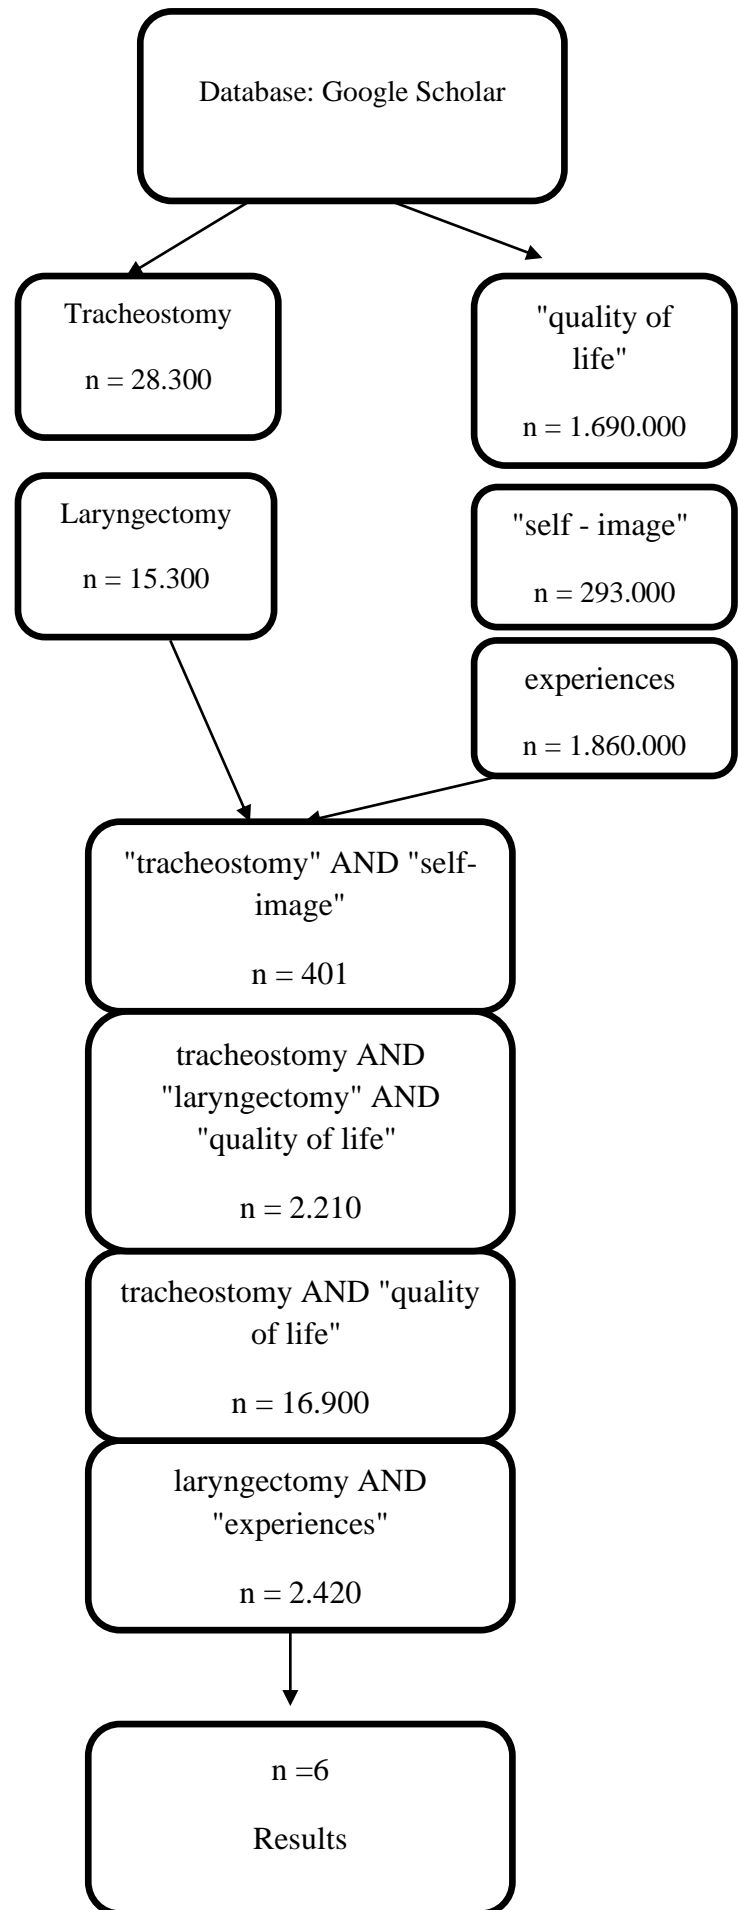 Database: Google Scholar
Tracheostomy
n = 28.300
"quality of
life"
n = 1.690.000
Laryngectomy
n = 15.300
"self - image"
n = 293.000
experiences
n = 1.860.000
"tracheostomy" AND "self-
image"
n = 401
tracheostomy AND
"laryngectomy" AND
"quality of life"
n = 2.210
tracheostomy AND "quality
of life"
n = 16.900
laryngectomy AND
"experiences"
n = 2.420
n =6
Results